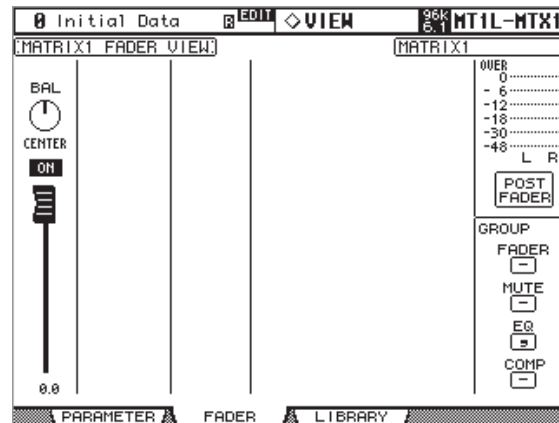 0 Initial Data R EDIT ◇VIEW 96k 6.1 MT1L-MTX1
MATRIX1 FADER VIEW
MATRIX1
BAL
CENTER
ON
0.0
OVER
0
- 6
-12
-18
-30
-48
L R
POST
FADER
GROUP
FADER
-
MUTE
-
EQ
COMP
-
PARAMETER FADER LIBRARY